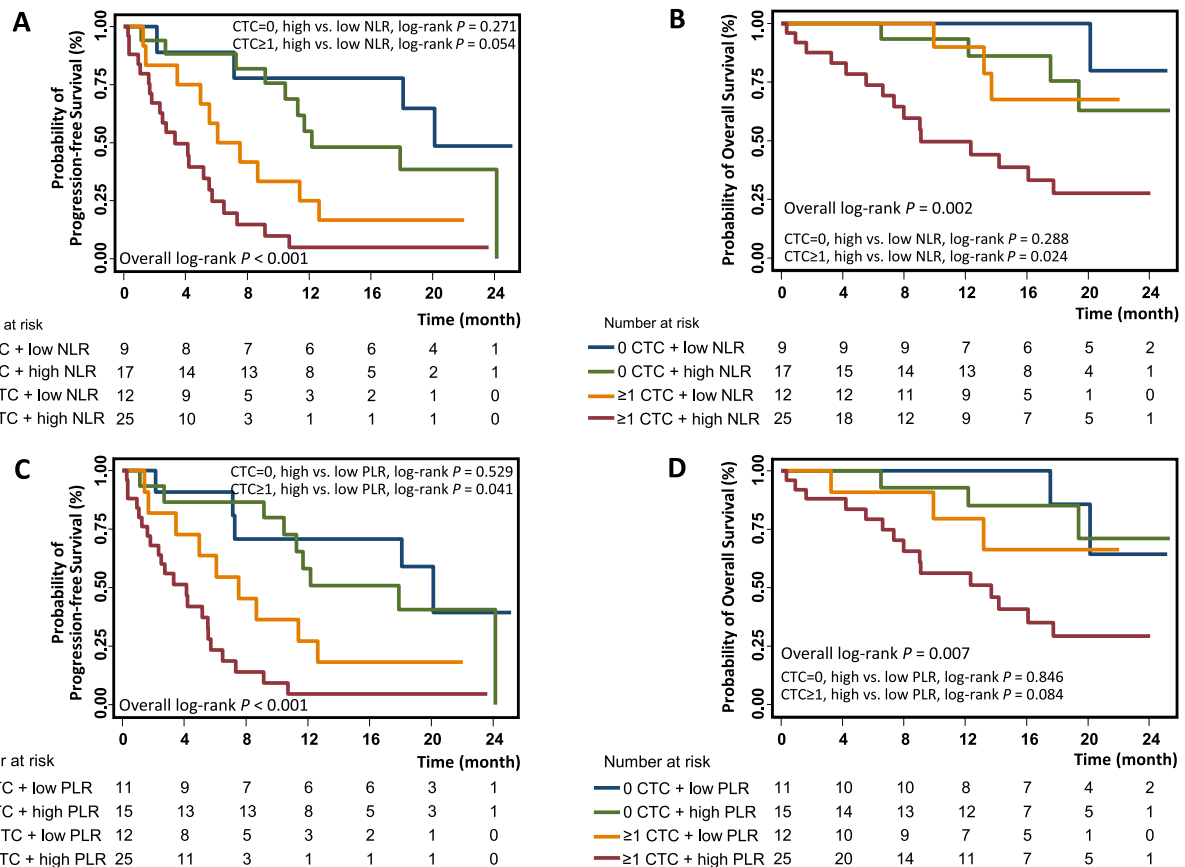 A
CTC=0, high vs. low NLR, log-rank P = 0.271
CTC≥1, high vs. low NLR, log-rank P = 0.054
Probability of
Progression-free Survival (%)
1.00
0.75
0.50
0.25
0.00
Overall log-rank P < 0.001
0 4 8 12 16 20 24
Time (month)
at risk
C + low NLR 9 8 7 6 6 4 1
C + high NLR 17 14 13 8 5 2 1
CTC + low NLR 12 9 5 3 2 1 0
CTC + high NLR 25 10 3 1 1 1 0
B
Probability of Overall Survival (%)
1.00
0.75
0.50
0.25
0.00
Overall log-rank P = 0.002
CTC=0, high vs. low NLR, log-rank P = 0.288
CTC≥1, high vs. low NLR, log-rank P = 0.024
0 4 8 12 16 20 24
Time (month)
Number at risk
0 CTC + low NLR 9 9 9 7 6 5 2
0 CTC + high NLR 17 15 14 13 8 4 1
≥1 CTC + low NLR 12 12 11 9 5 1 0
≥1 CTC + high NLR 25 18 12 9 7 5 1
C
CTC=0, high vs. low PLR, log-rank P = 0.529
CTC≥1, high vs. low PLR, log-rank P = 0.041
Probability of
Progression-free Survival (%)
1.00
0.75
0.50
0.25
0.00
Overall log-rank P < 0.001
0 4 8 12 16 20 24
Time (month)
er at risk
TC + low PLR 11 9 7 6 6 3 1
TC + high PLR 15 13 13 8 5 3 1
CTC + low PLR 12 8 5 3 2 1 0
CTC + high PLR 25 11 3 1 1 1 0
D
Probability of Overall Survival (%)
1.00
0.75
0.50
0.25
0.00
Overall log-rank P = 0.007
CTC=0, high vs. low PLR, log-rank P = 0.846
CTC≥1, high vs. low PLR, log-rank P = 0.084
0 4 8 12 16 20 24
Time (month)
Number at risk
0 CTC + low PLR 11 10 10 8 7 4 2
0 CTC + high PLR 15 14 13 12 7 5 1
≥1 CTC + low PLR 12 10 9 7 5 1 0
≥1 CTC + high PLR 25 20 14 11 7 5 1